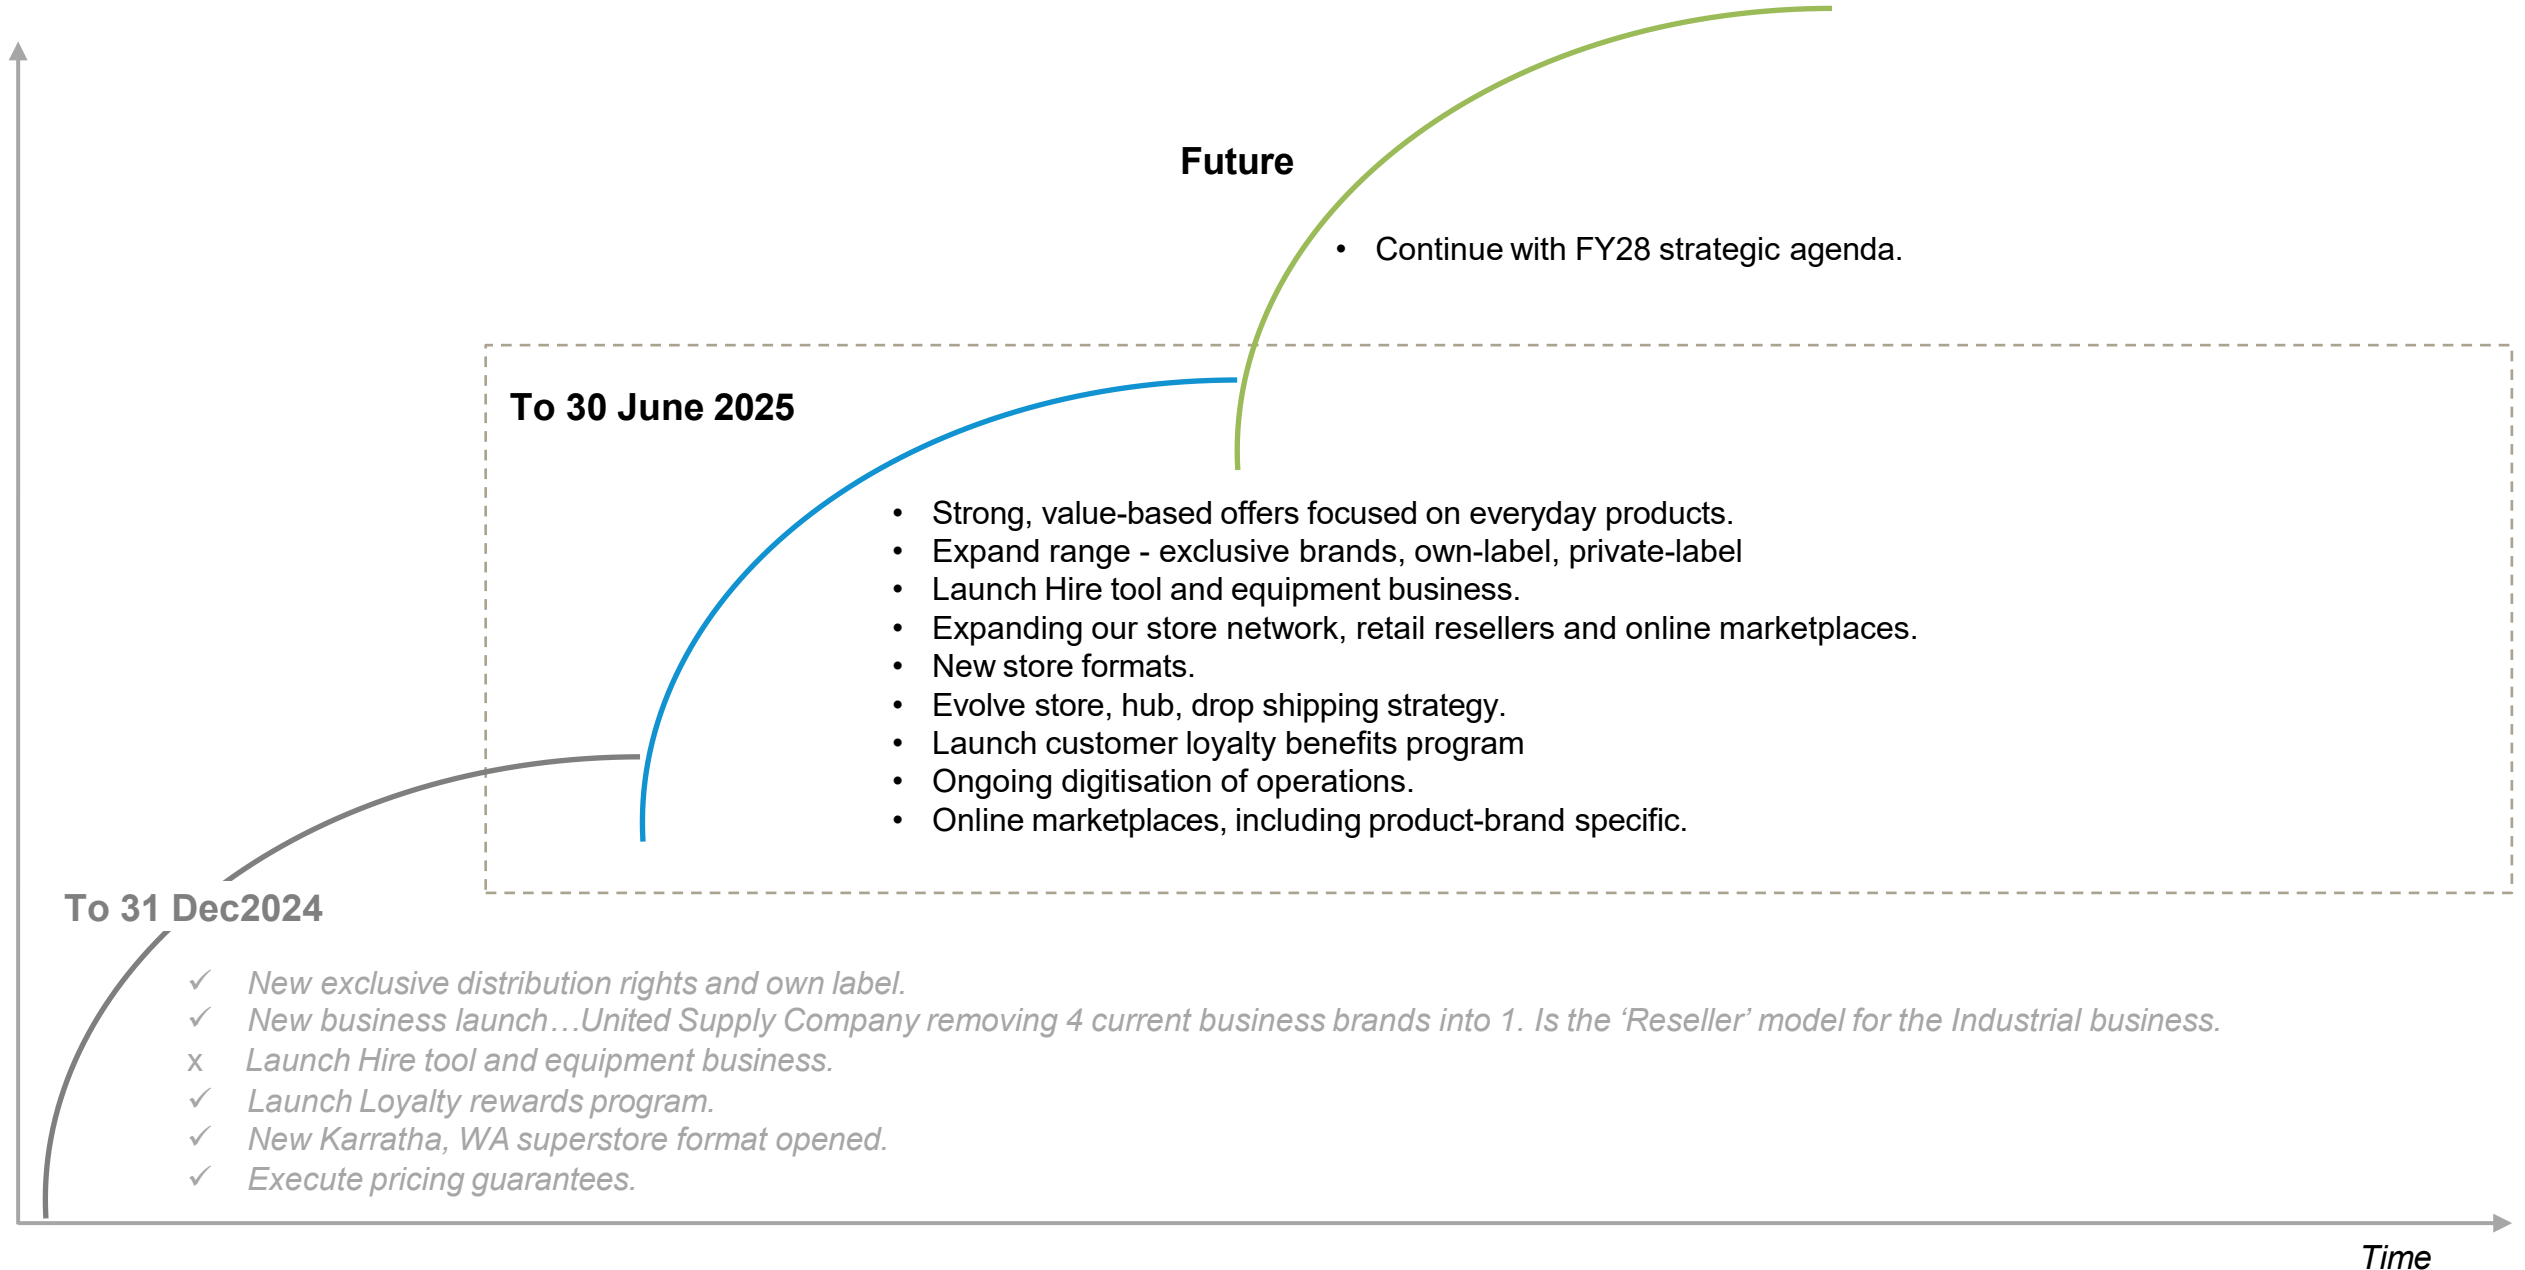 Future
• Continue with FY28 strategic agenda.
To 30 June 2025
• Strong, value-based offers focused on everyday products.
• Expand range - exclusive brands, own-label, private-label
• Launch Hire tool and equipment business.
• Expanding our store network, retail resellers and online marketplaces.
• New store formats.
• Evolve store, hub, drop shipping strategy.
• Launch customer loyalty benefits program
• Ongoing digitisation of operations.
• Online marketplaces, including product-brand specific.
To 31 Dec2024
✓ New exclusive distribution rights and own label.
✓ New business launch…United Supply Company removing 4 current business brands into 1. Is the ‘Reseller’ model for the Industrial business.
x Launch Hire tool and equipment business.
✓ Launch Loyalty rewards program.
✓ New Karratha, WA superstore format opened.
✓ Execute pricing guarantees.
Time